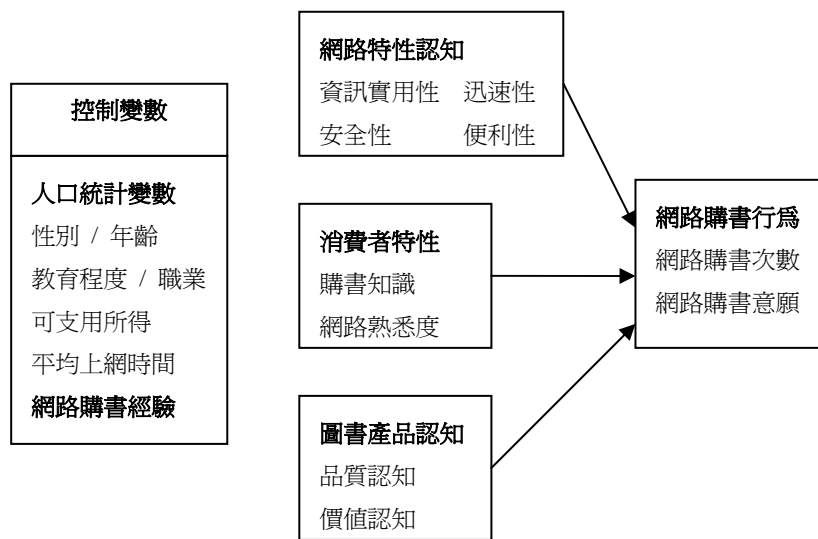 控制變數
人口統計變數
性別 / 年齡
教育程度 / 職業
可支用所得
平均上網時間
網路購書經驗
網路特性認知
資訊實用性 迅速性
安全性 便利性
消費者特性
購書知識
網路熟悉度
圖書產品認知
品質認知
價值認知
網路購書行為
網路購書次數
網路購書意願